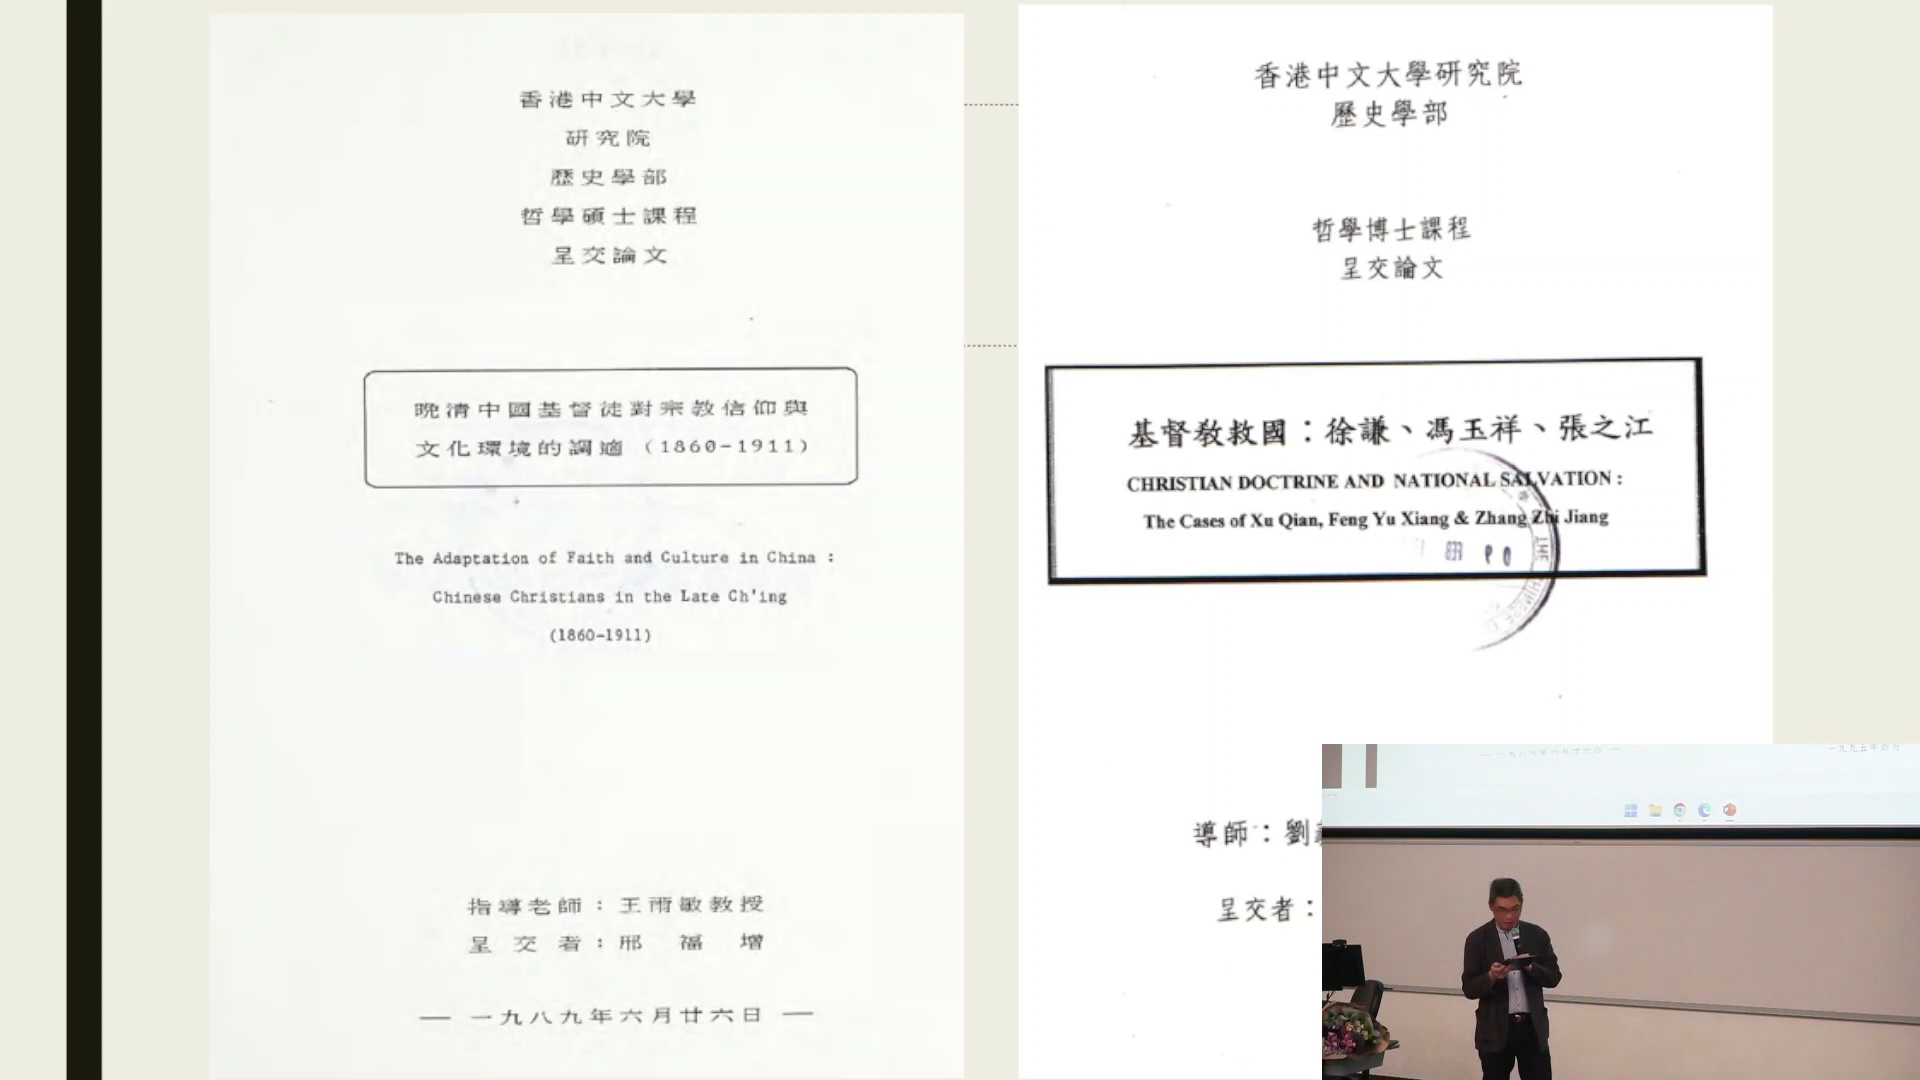 香港中文大學
研究院
歷史學部
哲學碩士課程
呈交論文
晚清中國基督徒對宗教信仰與
文化環境的調適 (1860-1911)
The Adaptation of Faith and Culture in China :
Chinese Christians in the Late Ch'ing
(1860-1911)
指導老師：王爾敏教授
呈交者：邢福增
— 一九八九年六月廿六日 —
香港中文大學研究院
歷史學部
哲學博士課程
呈交論文
基督教救國：徐謙、馮玉祥、張之江
CHRISTIAN DOCTRINE AND NATIONAL SALVATION :
The Cases of Xu Qian, Feng Yu Xiang & Zhang Zhi Jiang
導師：劉
呈交者：
一九九五年四月